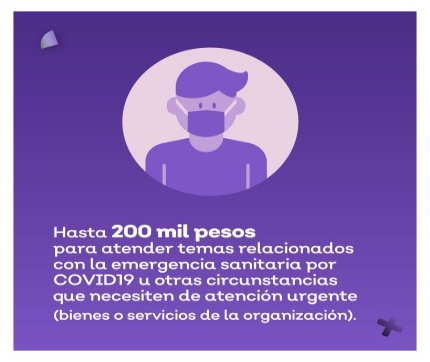 Hasta 200 mil pesos
para atender temas relacionados
con la emergencia sanitaria por
COVID19 u otras circunstancias
que necesiten de atención urgente
(bienes o servicios de la organización).